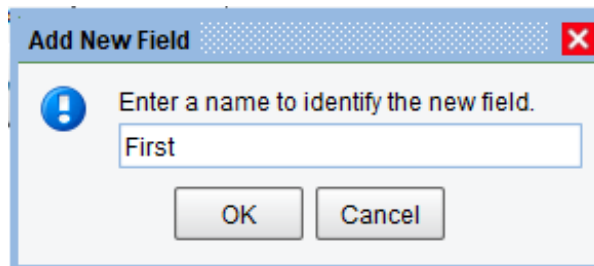 Add New Field
Enter a name to identify the new field.
First
OK
Cancel